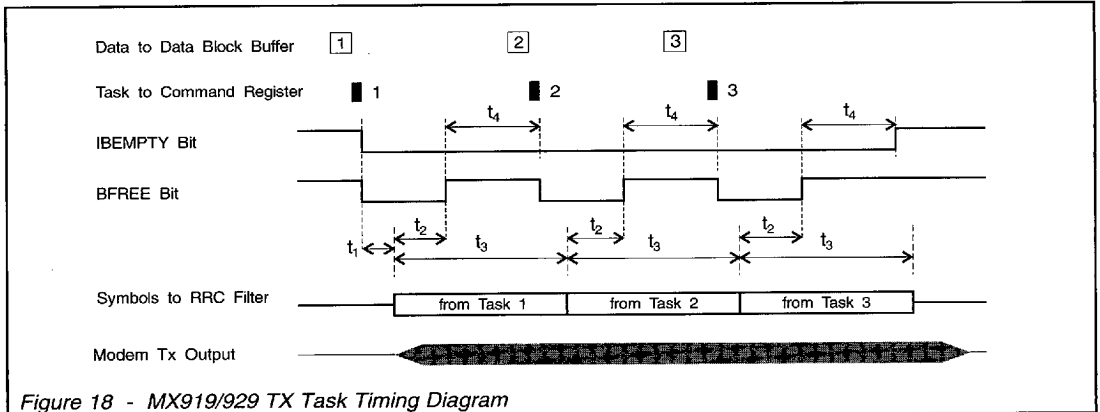 Data to Data Block Buffer 1 2 3
Task to Command Register 1 2 3
t4 t4 t4
IBEMPTY Bit
BFREE Bit
t1 t2 t3 t2 t3 t2 t3
Symbols to RRC Filter from Task 1 from Task 2 from Task 3
Modem Tx Output
Figure 18 - MX919/929 TX Task Timing Diagram